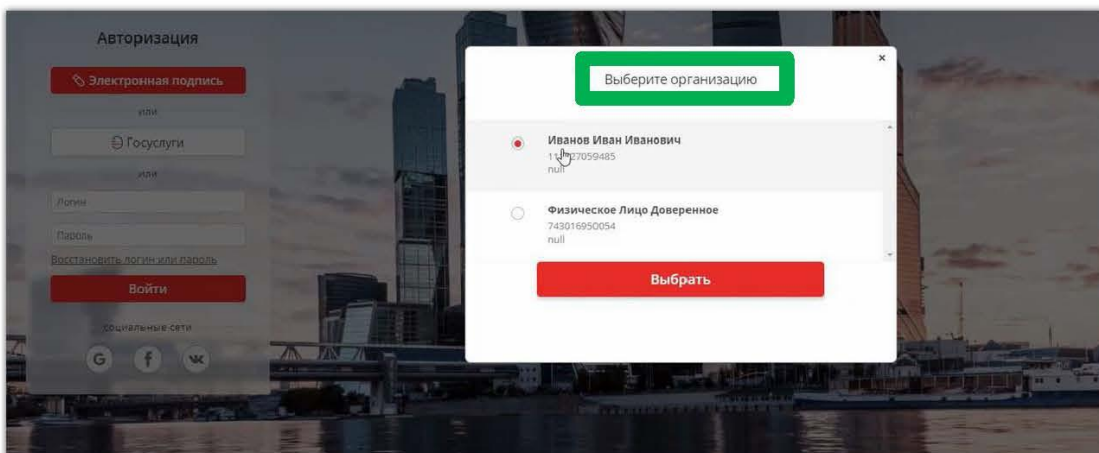 Авторизация
Электронная подпись
или
Госуслуги
или
Логин
Пароль
Восстановить логин или пароль
Войти
социальные сети
G f
×
Выберите организацию
Иванов Иван Иванович
27059485
null
Физическое Лицо Доверенное
743016950054
null
Выбрать